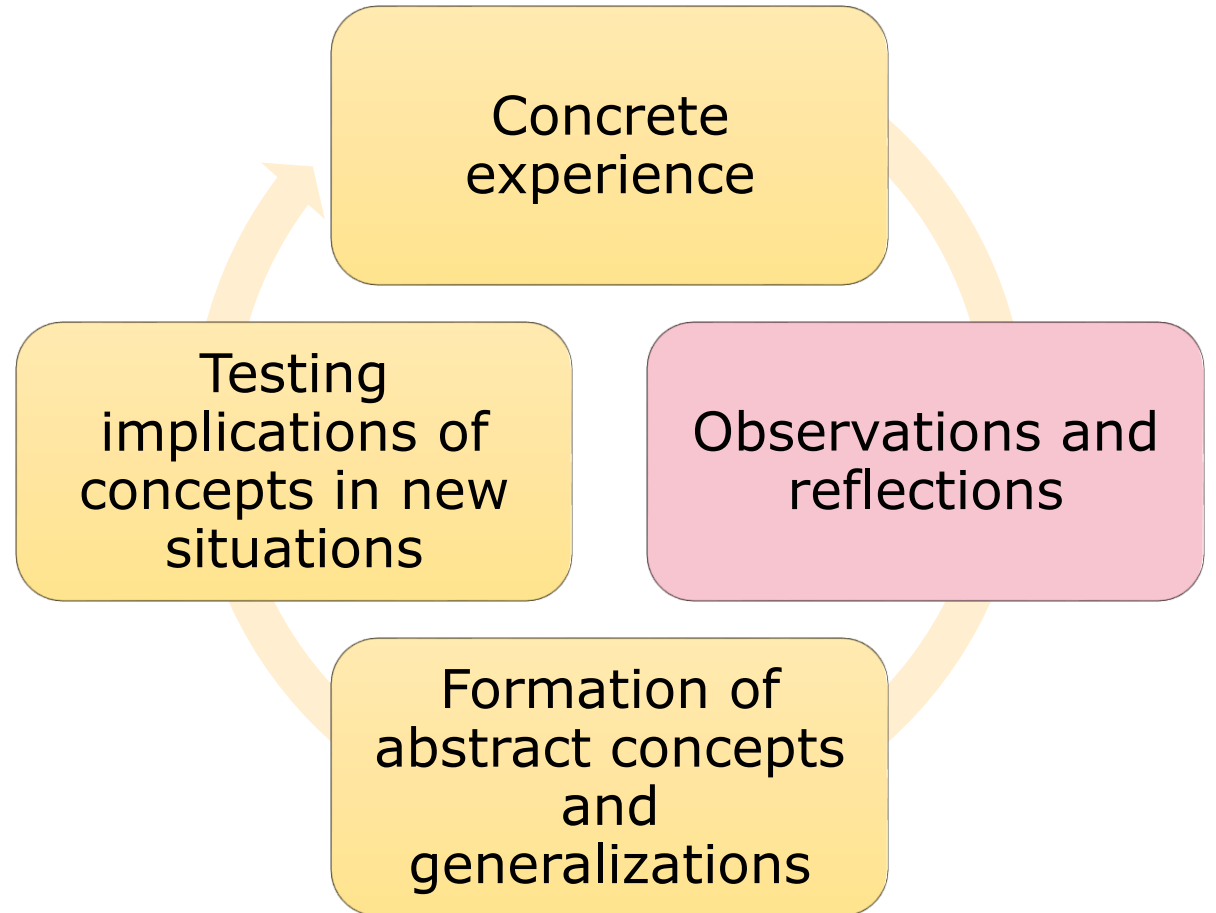 Concrete
experience
Observations and
reflections
Formation of
abstract concepts
and
generalizations
Testing
implications of
concepts in new
situations